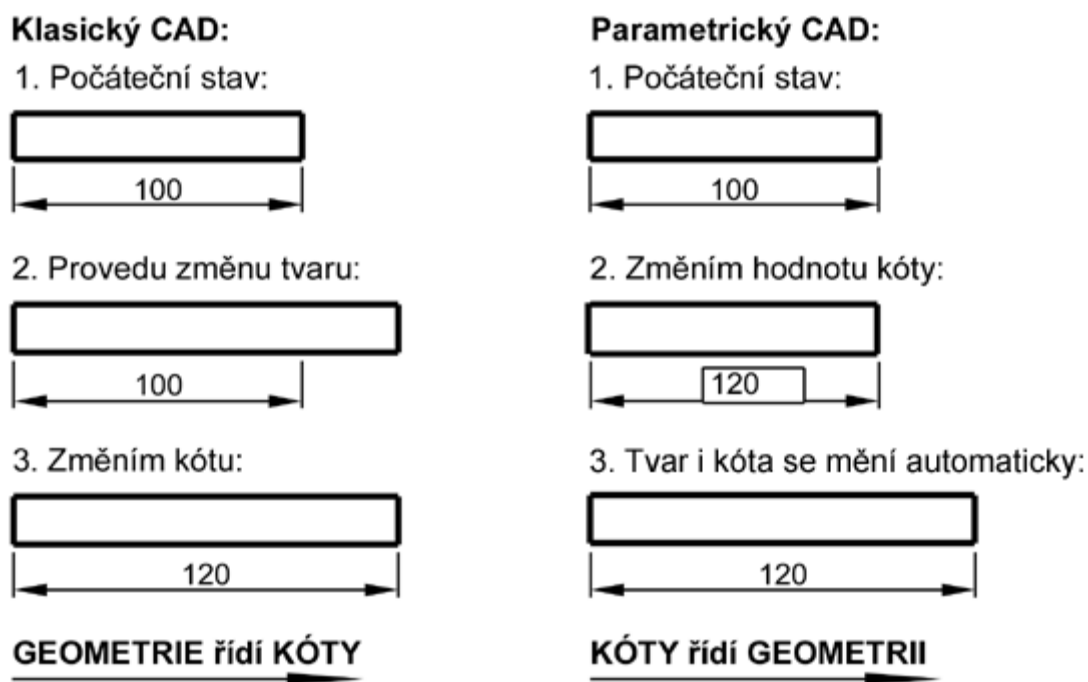 Klasický CAD:
1. Počáteční stav:
100
2. Provedu změnu tvaru:
100
3. Změním kótu:
120
GEOMETRIE řídí KÓTY
Parametrický CAD:
1. Počáteční stav:
100
2. Změním hodnotu kóty:
120
3. Tvar i kóta se mění automaticky:
120
KÓTY řídí GEOMETRII